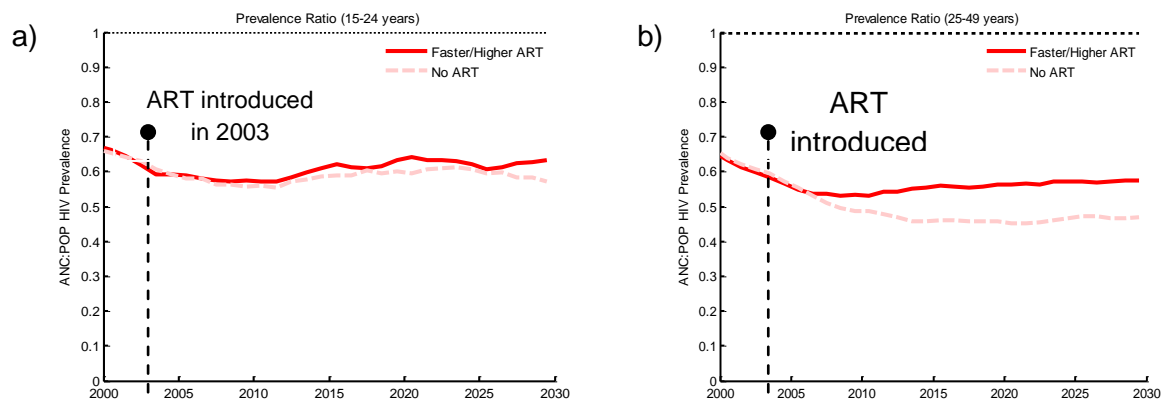 a)
Prevalence Ratio (15-24 years)
1
0.9
0.8
0.7
0.6
0.5
0.4
0.3
0.2
0.1
0
ANC:POP HIV Prevalence
Faster/Higher ART
No ART
ART introduced
in 2003
2000 2005 2010 2015 2020 2025 2030
b)
Prevalence Ratio (25-49 years)
1
0.9
0.8
0.7
0.6
0.5
0.4
0.3
0.2
0.1
0
ANC:POP HIV Prevalence
Faster/Higher ART
No ART
ART
introduced
2000 2005 2010 2015 2020 2025 2030